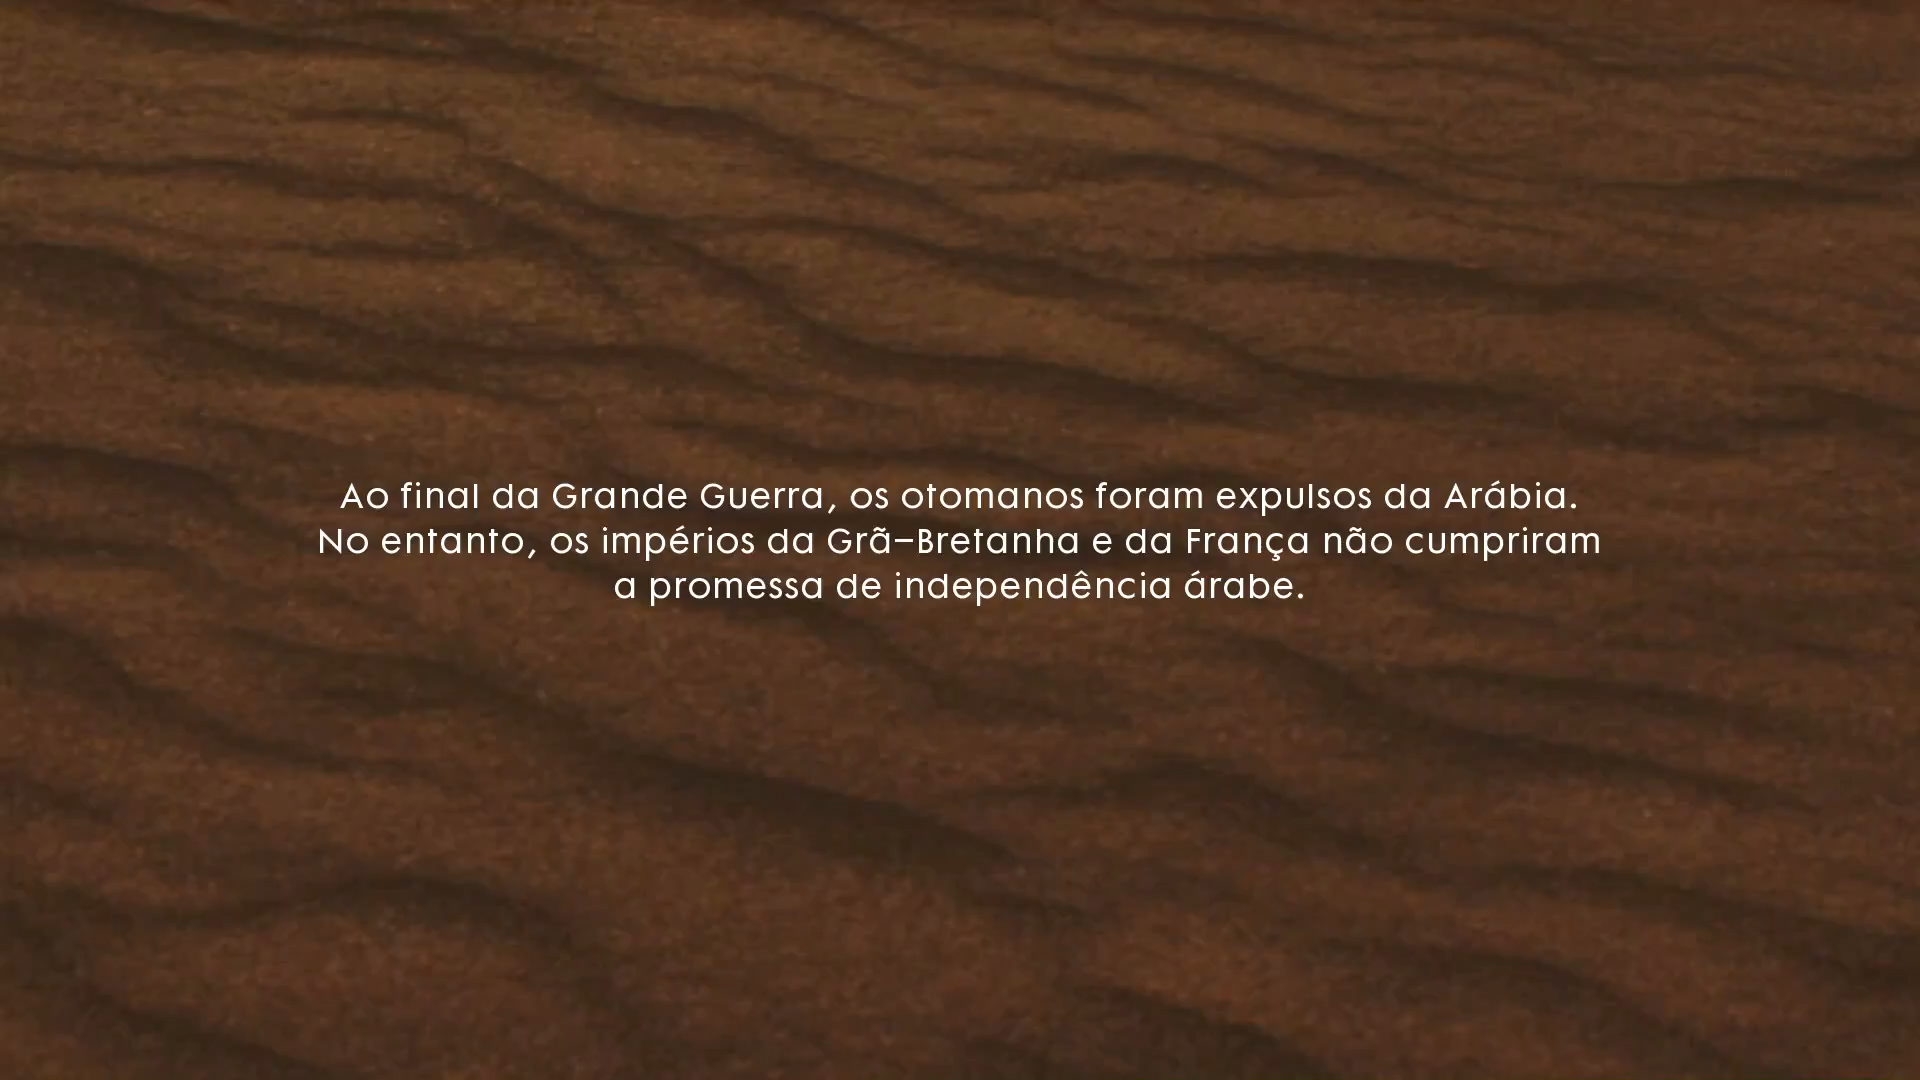 Ao final da Grande Guerra, os otomanos foram expulsos da Arábia.
No entanto, os impérios da Grã-Bretanha e da França não cumpriram
a promessa de independência árabe.